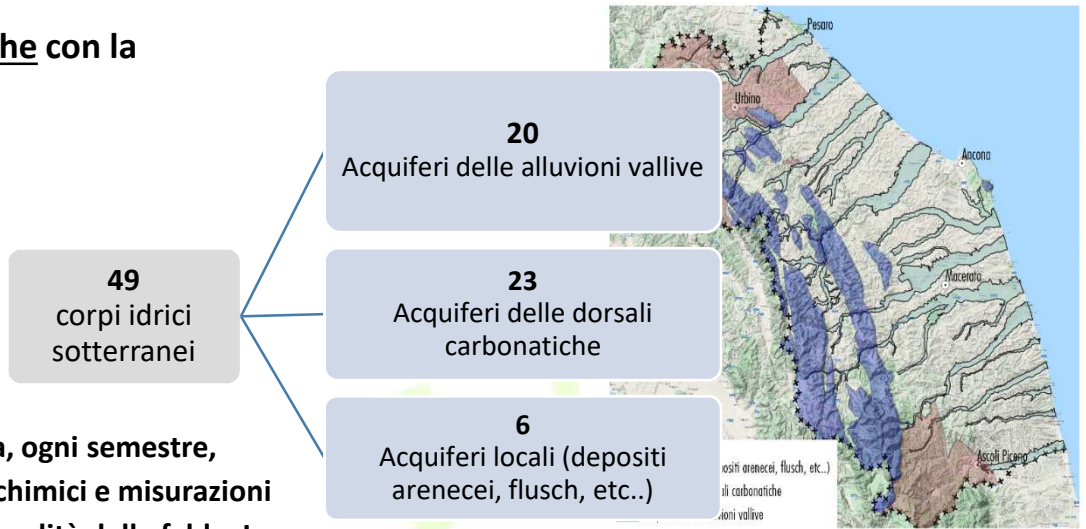 he con la
20
Acquiferi delle alluvioni vallive
49
corpi idrici
sotterranei
23
Acquiferi delle dorsali
carbonatiche
6
Acquiferi locali (depositi
arenecei, flusch, etc..)
, ogni semestre,
chimici e misurazioni
Pesaro
Urbino
Ancona
Macerata
Ascoli Piceno
ositi arenecei, flusch, etc..)
li carbonatiche
ioni vallive